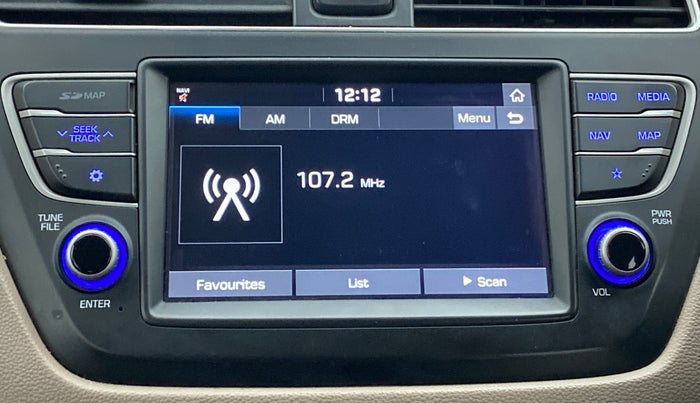 NAVI
12:12
FM AM DRM Menu
107.2 MHz
Favourites List Scan
SD MAP
SEEK
TRACK
TUNE
FILE
ENTER
RADIO MEDIA
NAV MAP
PWR
PUSH
VOL